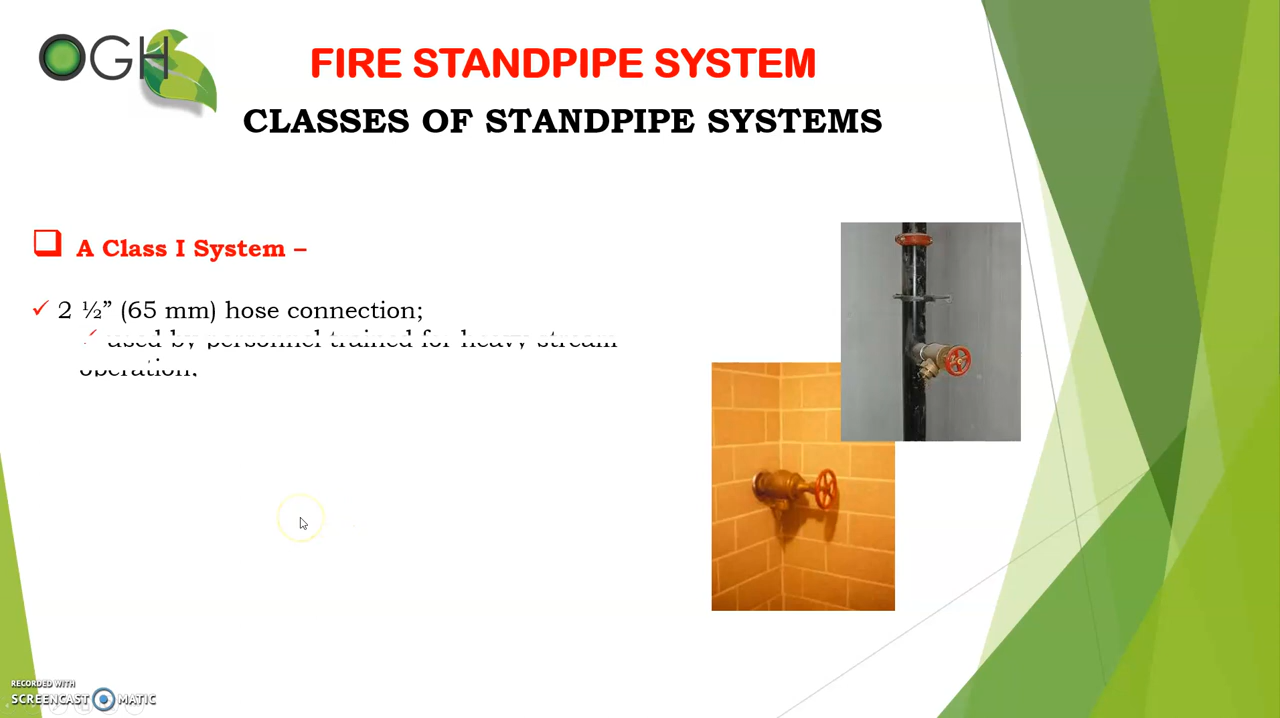 OGH
FIRE STANDPIPE SYSTEM
CLASSES OF STANDPIPE SYSTEMS
A Class I System –
2 ½” (65 mm) hose connection;
used by personnel trained for heavy stream
operation;
RECORDED WITH
SCREENCAST MATIC